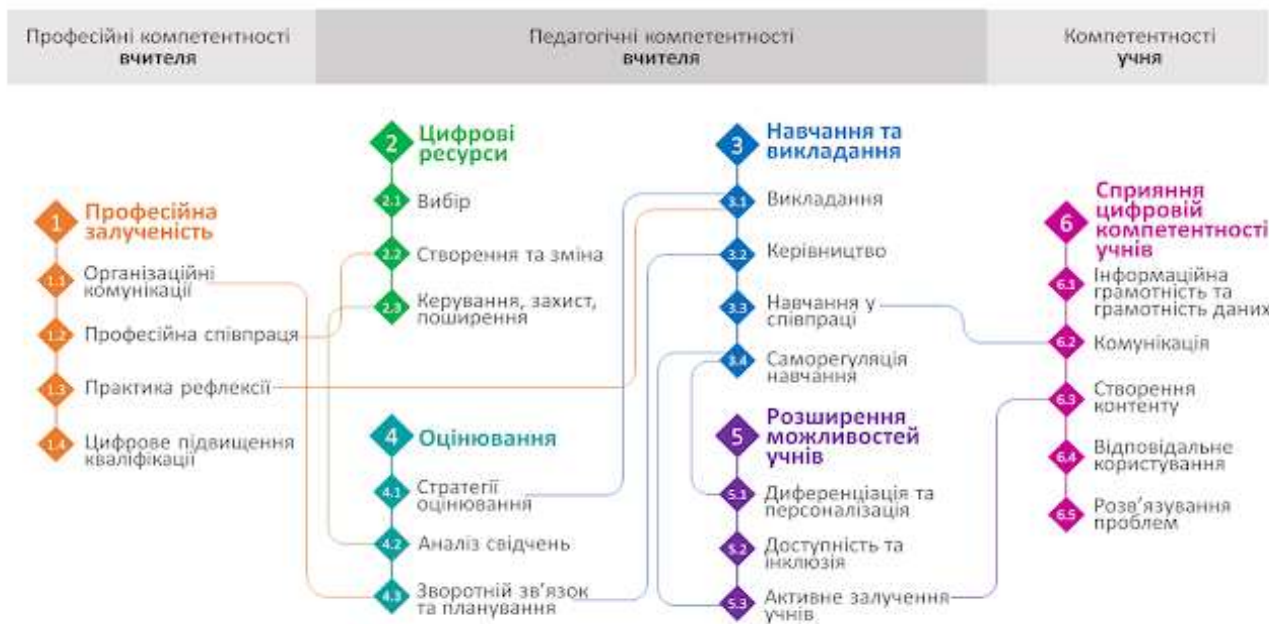 Професійні компетентності
вчителя
Педагогічні компетентності
вчителя
Компетентності
учня
1
Професійна
залученість
1.1
Організаційні
комунікації
1.2
Професійна співпраця
1.3
Практика рефлексії
1.4
Цифрове підвищення
кваліфікації
2
Цифрові
ресурси
2.1
Вибір
2.2
Створення та зміна
2.3
Керування, захист,
поширення
4
Оцінювання
4.1
Стратегії
оцінювання
4.2
Аналіз свідчень
4.3
Зворотній зв'язок
та планування
3
Навчання та
викладання
3.1
Викладання
3.2
Керівництво
3.3
Навчання у
співпраці
3.4
Саморегуляція
навчання
5
Розширення
можливостей
учнів
5.1
Диференціація та
персоналізація
5.2
Доступність та
інклюзія
5.3
Активне залучення
учнів
6
Сприяння
цифровій
компетентності
учнів
6.1
Інформаційна
грамотність та
грамотність даних
6.2
Комунікація
6.3
Створення
контенту
6.4
Відповідальне
користування
6.5
Розв'язування
проблем